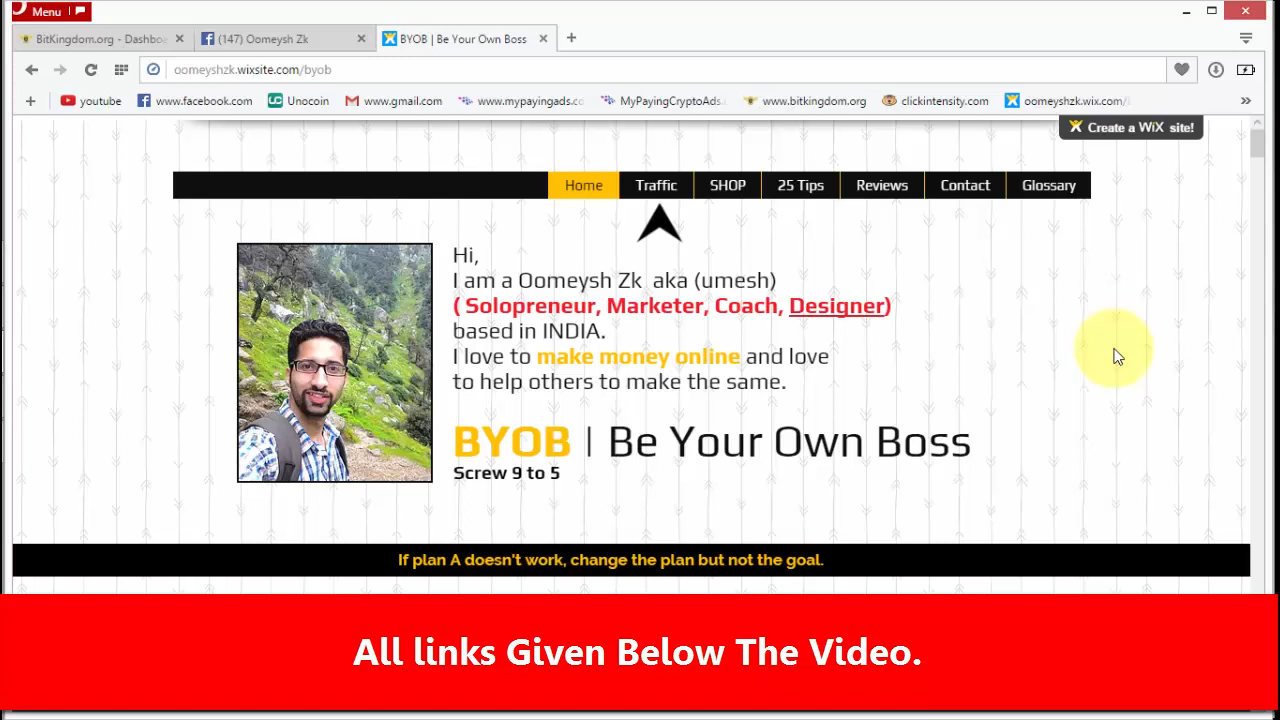 Menu
BitKingdom.org - Dashbo
(147) Oomeysh Zk
BYOB | Be Your Own Boss
oomeyshzk.wixsite.com/byob
youtube
www.facebook.com
Unocoin
www.gmail.com
www.mypayingads.cc
MyPayingCryptoAds.
www.bitkingdom.org
clickintensity.com
oomeyshzk.wix.com/i
Create a WiX site!
Home
Traffic
SHOP
25 Tips
Reviews
Contact
Glossary
Hi,
I am a Oomeysh Zk aka (umesh)
( Solopreneur, Marketer, Coach, Designer)
based in INDIA.
I love to make money online and love
to help others to make the same.
BYOB | Be Your Own Boss
Screw 9 to 5
If plan A doesn't work, change the plan but not the goal.
All links Given Below The Video.